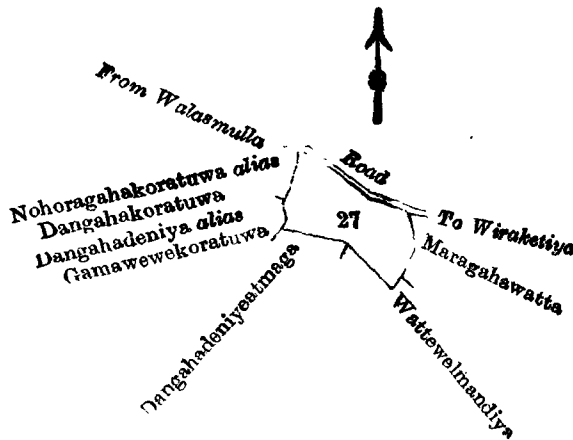 From Walasmulla
Road
Nohoragahakoratuwa alias
Dangahakoratuwa
Dangahadeniya alias
Gamawewekoratuwa
27
To Wiraketiya
Maragahawatta
Dangahadeniyeatmaga
Wattewelmandiya